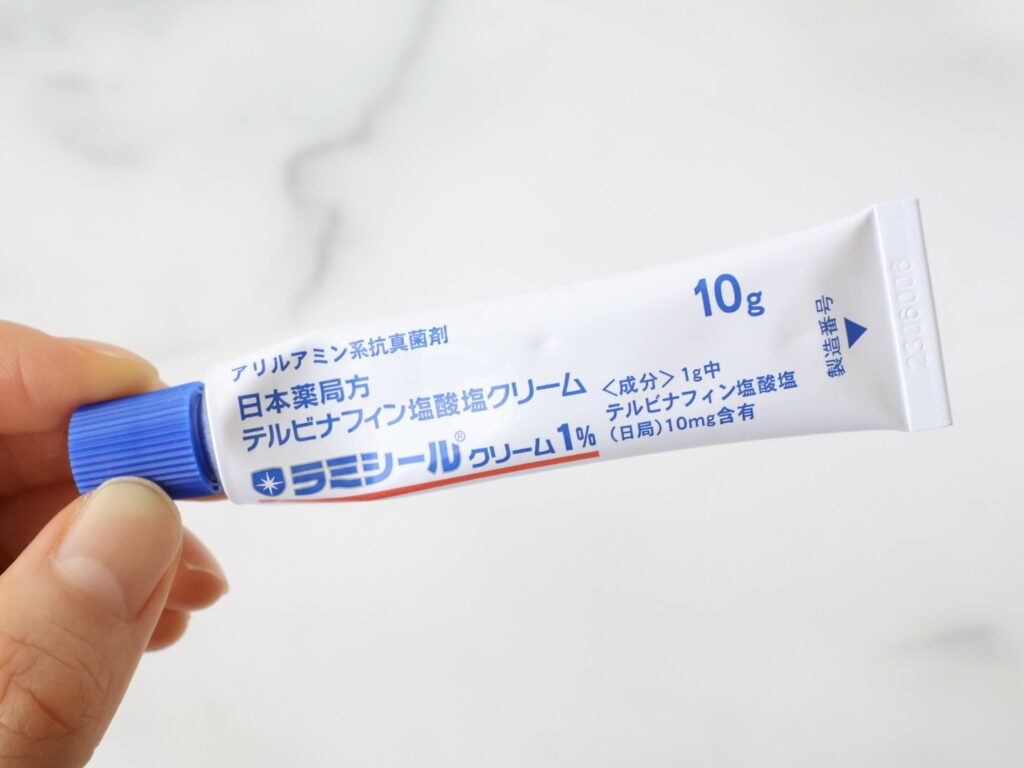 アリルアミン系抗真菌剤
日本薬局方
テルビナフィン塩酸塩クリーム
ラミシール®クリーム1%
10g
＜成分＞1g中
テルビナフィン塩酸塩
(日局)10mg含有
製造番号
2309006